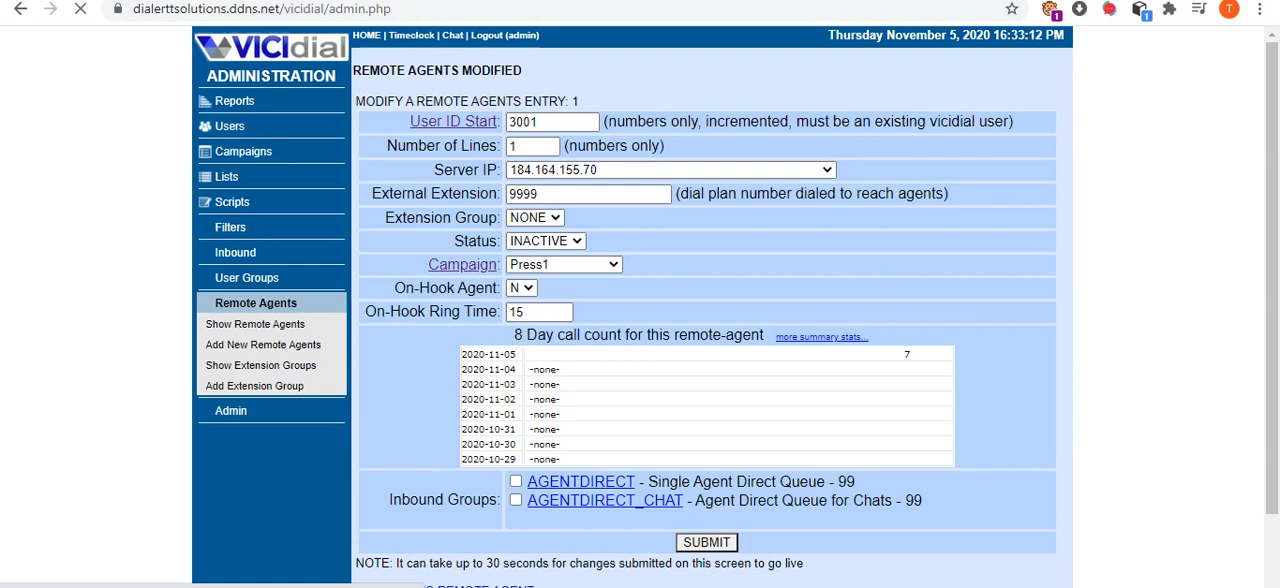 dialerttsolutions.ddns.net/vicidial/admin.php
1
1
T
VICIdial
HOME | Timeclock | Chat | Logout (admin)
Thursday November 5, 2020 16:33:12 PM
ADMINISTRATION
Reports
Users
Campaigns
Lists
Scripts
Filters
Inbound
User Groups
Remote Agents
Show Remote Agents
Add New Remote Agents
Show Extension Groups
Add Extension Group
Admin
REMOTE AGENTS MODIFIED
MODIFY A REMOTE AGENTS ENTRY: 1
User ID Start: 3001 (numbers only, incremented, must be an existing vicidial user)
Number of Lines: 1 (numbers only)
Server IP: 184.164.155.70
External Extension: 9999 (dial plan number dialed to reach agents)
Extension Group: NONE
Status: INACTIVE
Campaign: Press1
On-Hook Agent: N
On-Hook Ring Time: 15
8 Day call count for this remote-agent more summary stats...
2020-11-05 7
2020-11-04 -none-
2020-11-03 -none-
2020-11-02 -none-
2020-11-01 -none-
2020-10-31 -none-
2020-10-30 -none-
2020-10-29 -none-
Inbound Groups:
AGENTDIRECT - Single Agent Direct Queue - 99
AGENTDIRECT_CHAT - Agent Direct Queue for Chats - 99
SUBMIT
NOTE: It can take up to 30 seconds for changes submitted on this screen to go live
REMOTE AGENT